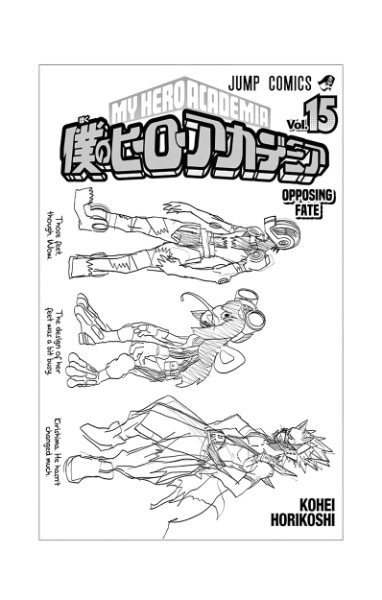 JUMP COMICS
MY HERO ACADEMIA
Vol.15
ぼく
僕のヒーローアカデミア
OPPOSING
FATE
Those feet,
though. Wow.
The design of her
feet was a bit busy.
Kirishima. He hasn't
changed much.
KOHEI
HORIKOSHI